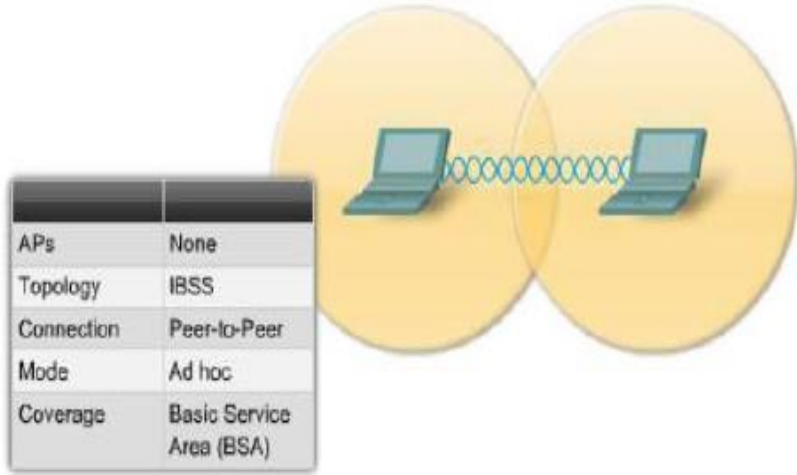 APs None
Topology IBSS
Connection Peer-to-Peer
Mode Ad hoc
Coverage Basic Service
Area (BSA)